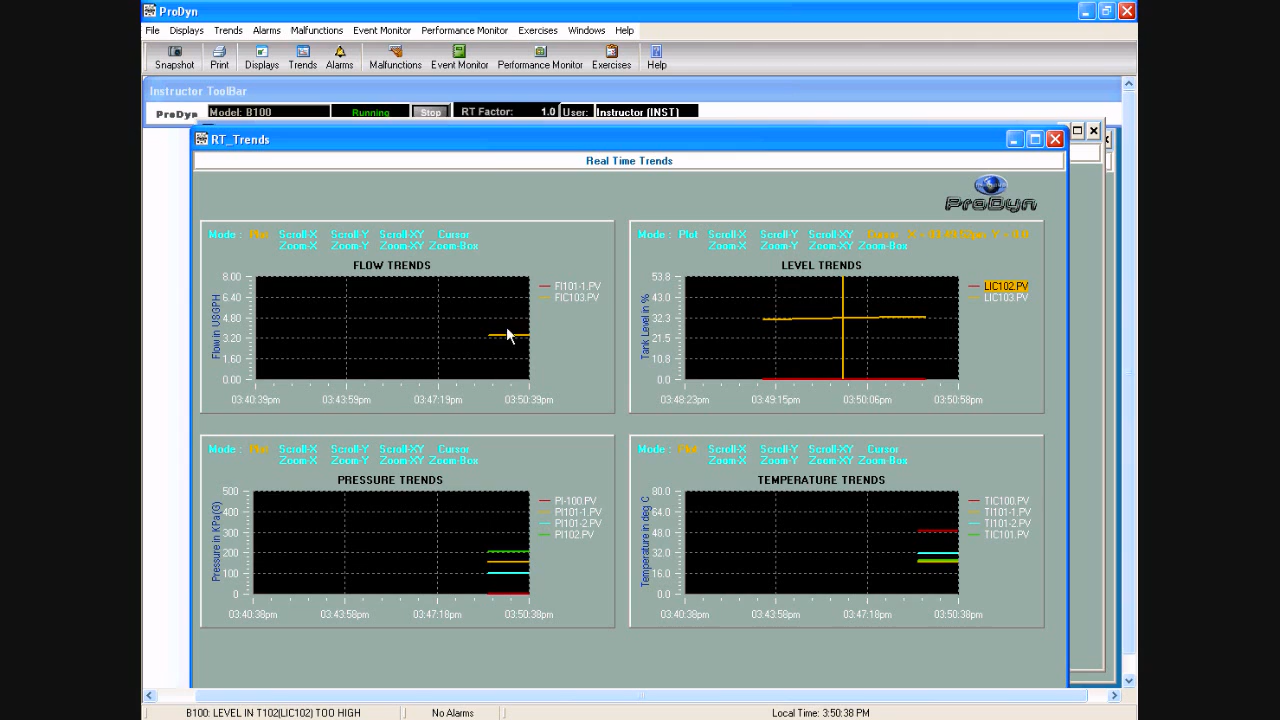 ProDyn
File Displays Trends Alarms Malfunctions Event Monitor Performance Monitor Exercises Windows Help
Snapshot Print Displays Trends Alarms Malfunctions Event Monitor Performance Monitor Exercises Help
Instructor ToolBar
ProDyn Model: B100 Running Stop RT Factor: 1.0 User: Instructor (INST)
RT_Trends
Real Time Trends
ProDyn
Mode : Plot Scroll-X Scroll-Y Scroll-XY Cursor
Zoom-X Zoom-Y Zoom-XY Zoom-Box
FLOW TRENDS
Flow in USGPH
8.00
6.40
4.80
3.20
1.60
0.00
03:40:39pm 03:43:59pm 03:47:19pm 03:50:39pm
FI101-1.PV
FIC103.PV
Mode : Plot Scroll-X Scroll-Y Scroll-XY Cursor X = 03:49:52pm Y = 0.0
Zoom-X Zoom-Y Zoom-XY Zoom-Box
LEVEL TRENDS
Tank Level in %
53.8
43.0
32.3
21.5
10.8
0.0
03:48:23pm 03:49:15pm 03:50:06pm 03:50:58pm
LIC102.PV
LIC103.PV
Mode : Plot Scroll-X Scroll-Y Scroll-XY Cursor
Zoom-X Zoom-Y Zoom-XY Zoom-Box
PRESSURE TRENDS
Pressure in KPa(G)
500
400
300
200
100
0
03:40:38pm 03:43:58pm 03:47:18pm 03:50:38pm
PI-100.PV
PI101-1.PV
PI101-2.PV
PI102.PV
Mode : Plot Scroll-X Scroll-Y Scroll-XY Cursor
Zoom-X Zoom-Y Zoom-XY Zoom-Box
TEMPERATURE TRENDS
Temperature in deg C
80.0
64.0
48.0
32.0
16.0
0.0
03:40:38pm 03:43:58pm 03:47:18pm 03:50:38pm
TIC100.PV
TI101-1.PV
TI101-2.PV
TIC101.PV
B100: LEVEL IN T102(LIC102) TOO HIGH No Alarms Local Time: 3:50:38 PM